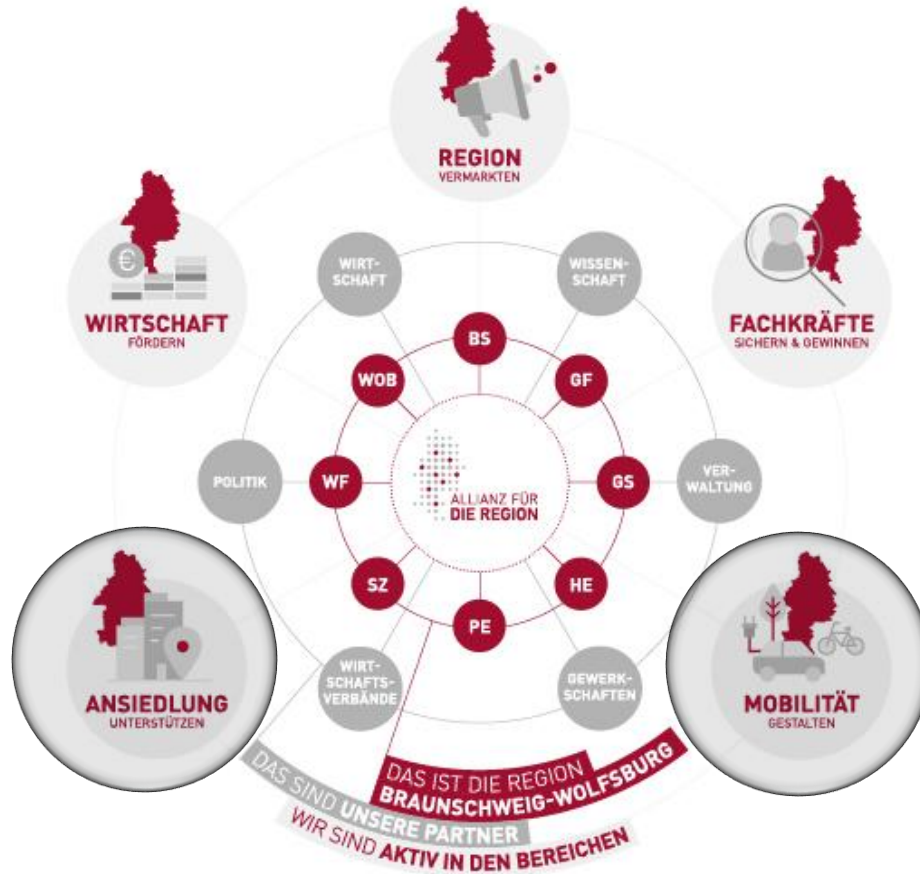 REGION
VERMARKTEN
WIRTSCHAFT
FÖRDERN
€
FACHKRÄFTE
SICHERN & GEWINNEN
WIRT-
SCHAFT
WISSEN-
SCHAFT
BS
WOB
GF
POLITIK
WF
GS
VER-
WALTUNG
ALLIANZ FÜR
DIE REGION
SZ
HE
PE
WIRT-
SCHAFTS-
VERBÄNDE
GEWERK-
SCHAFTEN
ANSIEDLUNG
UNTERSTÜTZEN
MOBILITÄT
GESTALTEN
DAS IST DIE REGION
BRAUNSCHWEIG-WOLFSBURG
DAS SIND UNSERE PARTNER
WIR SIND AKTIV IN DEN BEREICHEN